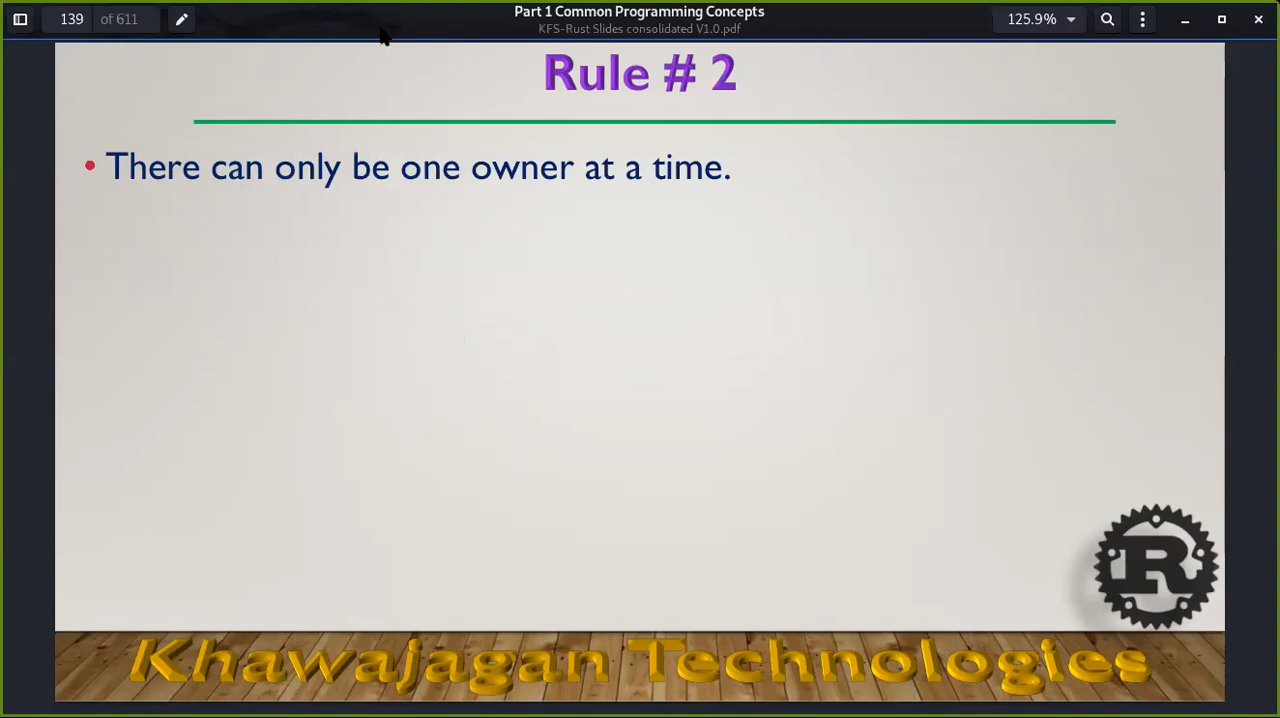 139 of 611
Part 1 Common Programming Concepts
KFS-Rust Slides consolidated V1.0.pdf
125.9%
Rule # 2
• There can only be one owner at a time.
R
Khawajagan Technologies